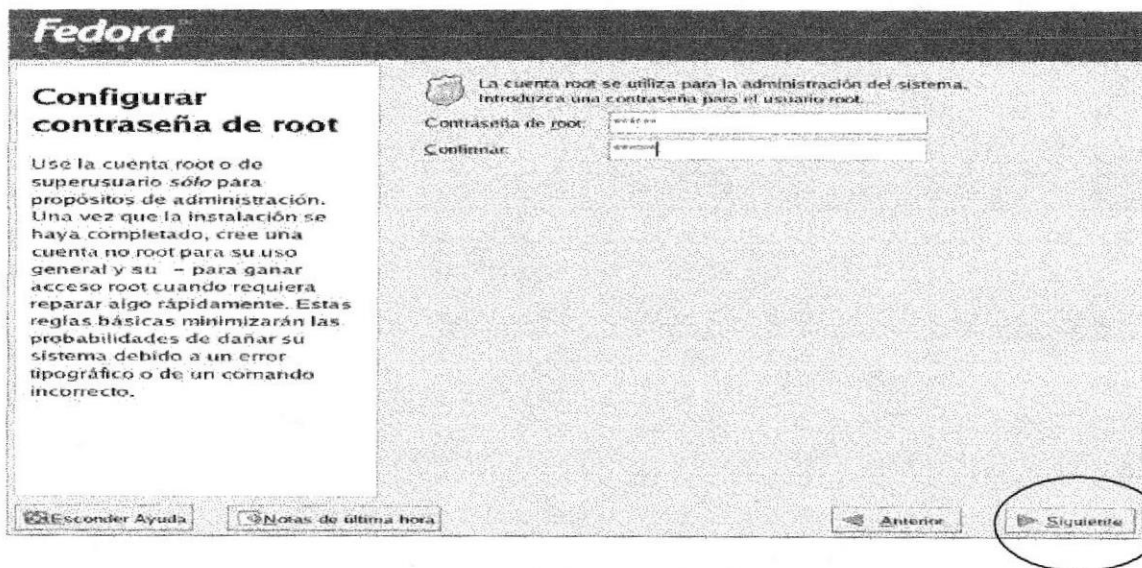 Fedora
CORE
Configurar
contraseña de root
Use la cuenta root o de
superusuario sólo para
propósitos de administración.
Una vez que la instalación se
haya completado, cree una
cuenta no root para su uso
general y su - para ganar
acceso root cuando requiera
reparar algo rápidamente. Estas
reglas básicas minimizarán las
probabilidades de dañar su
sistema debido a un error
tipográfico o de un comando
incorrecto.
La cuenta root se utiliza para la administración del sistema.
Introduzca una contraseña para el usuario root.
Contraseña de root: ******
Confirmar: ******
Esconder Ayuda
Notas de última hora
Anterior
Siguiente